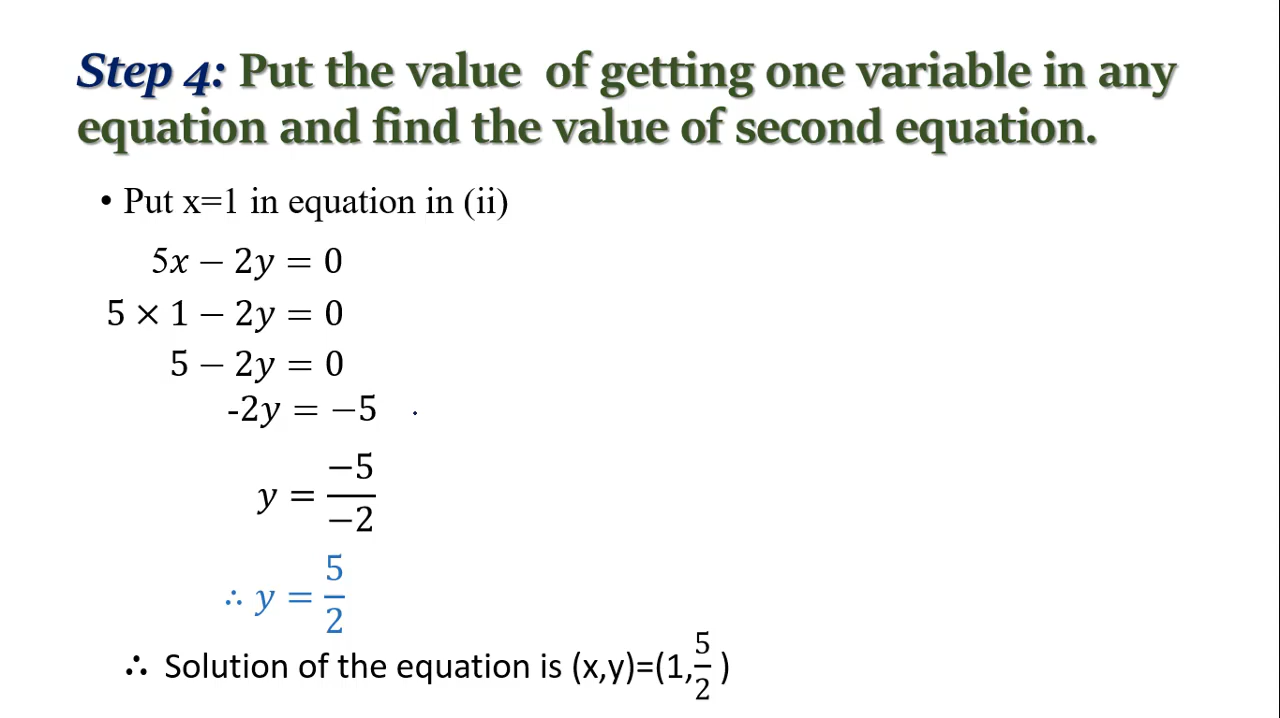 Step 4: Put the value of getting one variable in any
equation and find the value of second equation.
• Put x=1 in equation in (ii)
5x − 2y = 0
5 × 1 − 2y = 0
5 − 2y = 0
-2y = −5
y = −5/−2
∴ y = 5/2
∴ Solution of the equation is (x,y)=(1,5/2 )